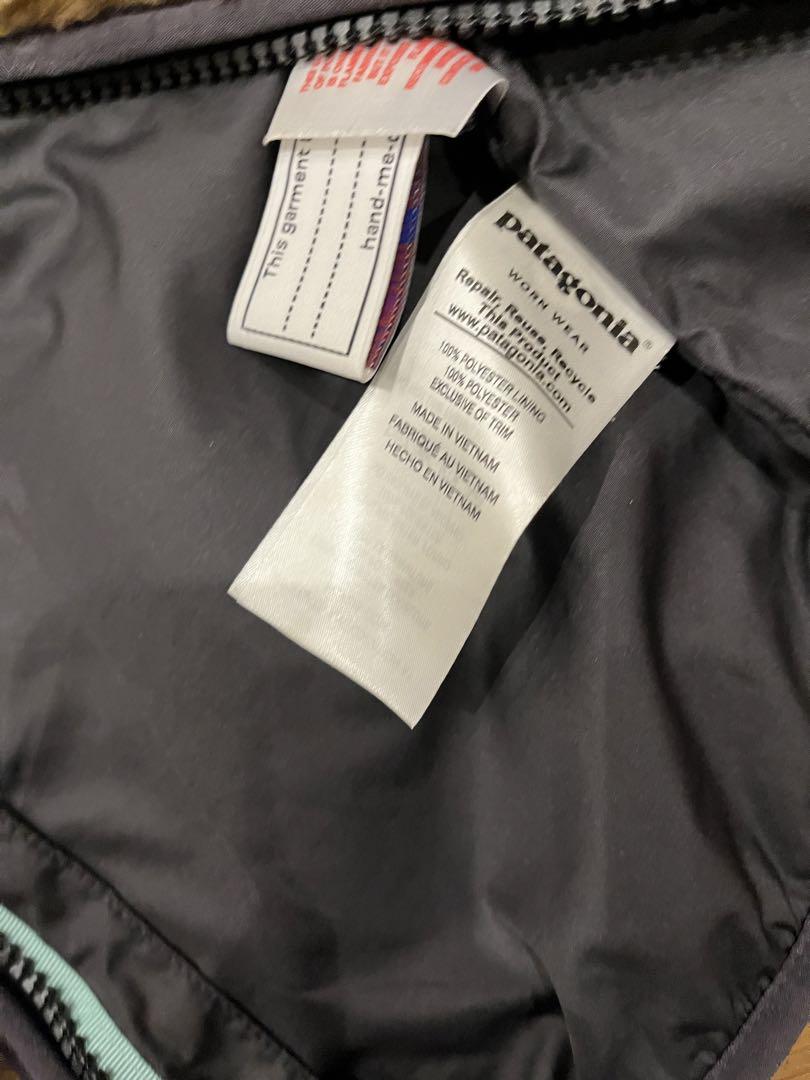 This garment
hand-me-
patagonia®
WORN WEAR
Repair, Reuse, Recycle
This Product
www.patagonia.com
100% POLYESTER LINING
100% POLYESTER
EXCLUSIVE OF TRIM
MADE IN VIETNAM
FABRIQUÉ AU VIETNAM
HECHO EN VIETNAM